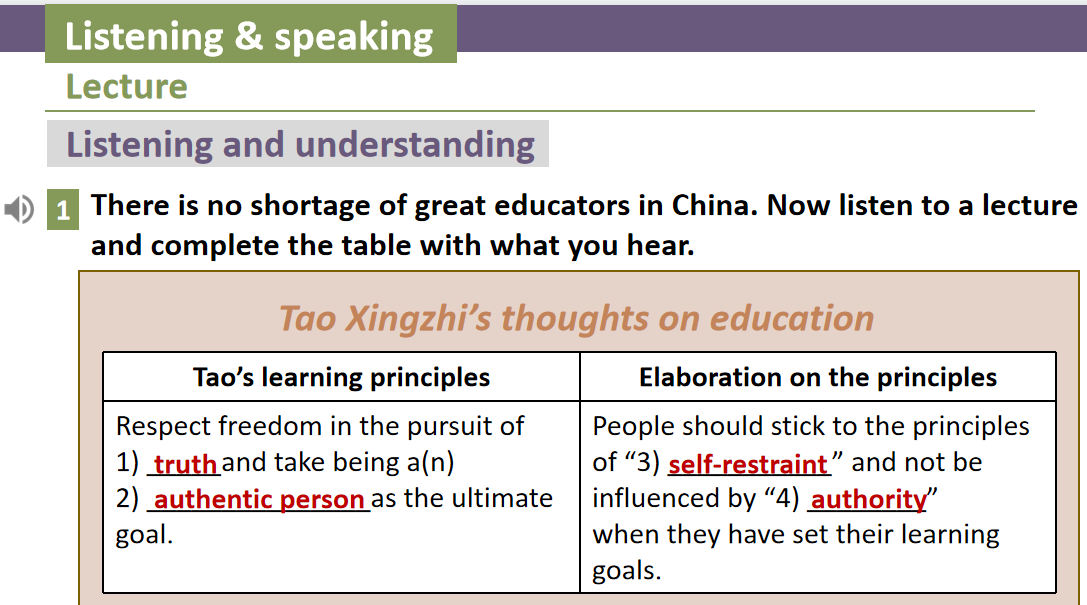 Listening & speaking
Lecture
Listening and understanding
1 There is no shortage of great educators in China. Now listen to a lecture
and complete the table with what you hear.
Tao Xingzhi's thoughts on education
Tao's learning principles
Respect freedom in the pursuit of
1) truth and take being a(n)
2) authentic person as the ultimate
goal.
Elaboration on the principles
People should stick to the principles
of “3) self-restraint” and not be
influenced by “4) authority”
when they have set their learning
goals.